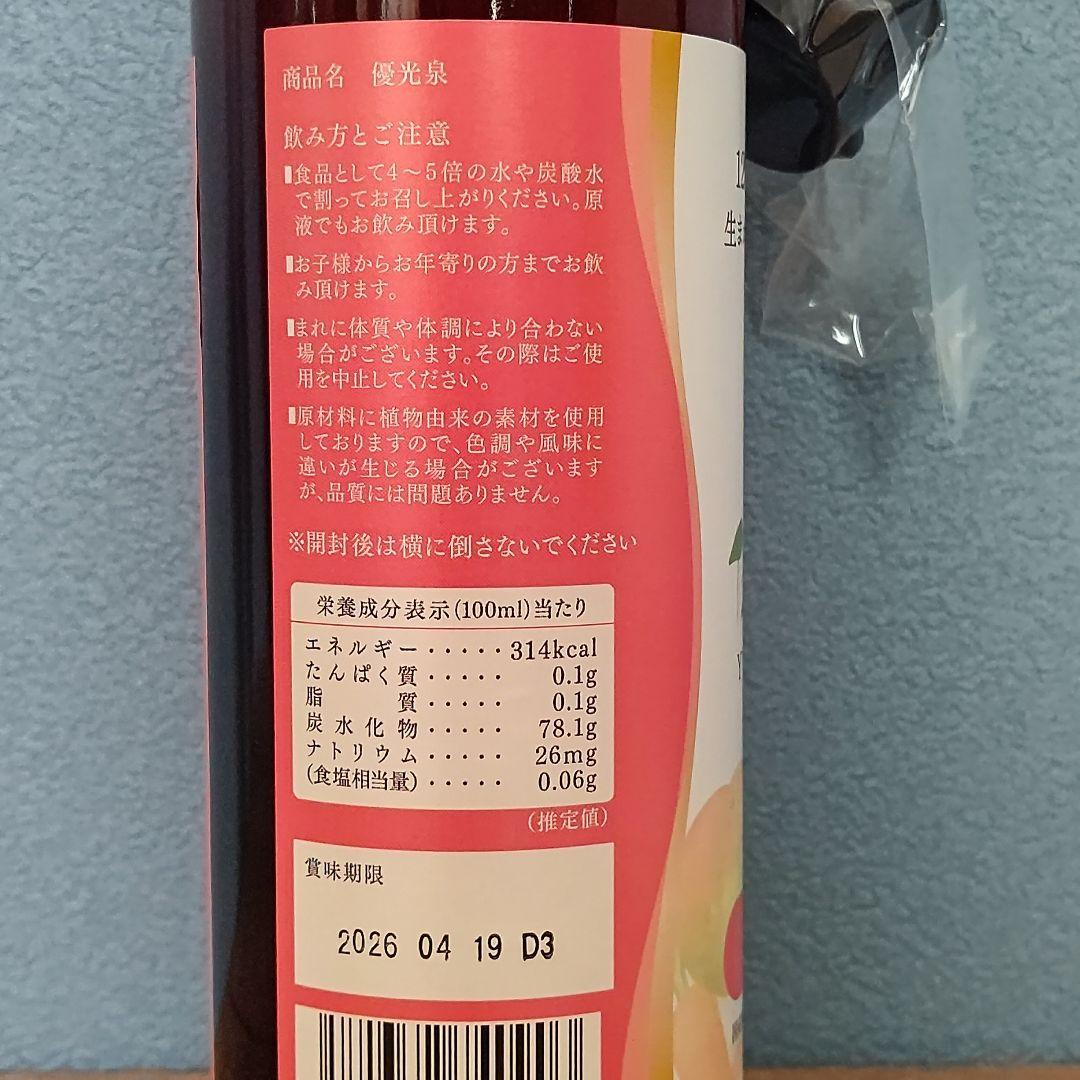 商品名 優光泉
飲み方とご注意
▮食品として4～5倍の水や炭酸水
で割ってお召し上がりください。原
液でもお飲み頂けます。
▮お子様からお年寄りの方までお飲
み頂けます。
▮まれに体質や体調により合わない
場合がございます。その際はご使
用を中止してください。
▮原材料に植物由来の素材を使用
しておりますので、色調や風味に
違いが生じる場合がございます
が、品質には問題ありません。
※開封後は横に倒さないでください
栄養成分表示(100ml)当たり
エネルギー・・・・・314kcal
たんぱく質・・・・・0.1g
脂質・・・・・0.1g
炭水化物・・・・・78.1g
ナトリウム・・・・・26mg
(食塩相当量)・・・・・0.06g
(推定値)
賞味期限
2026 04 19 D3
12
生ま